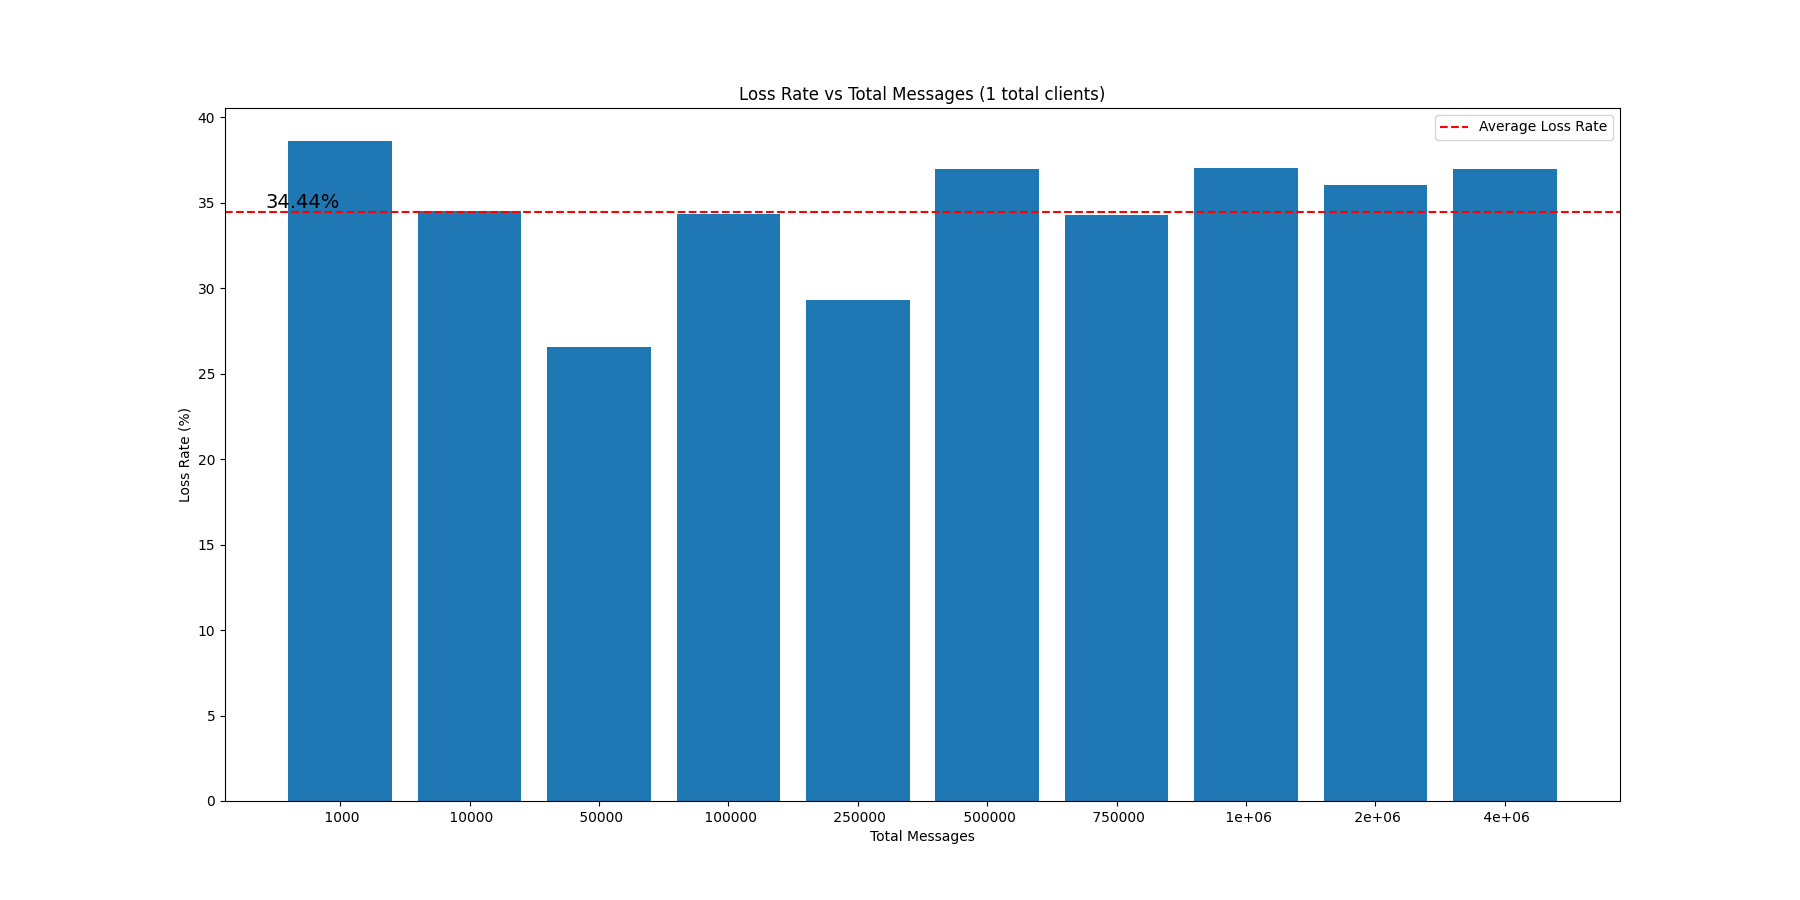 Loss Rate vs Total Messages (1 total clients)
Average Loss Rate
34.44%
Loss Rate (%)
40
35
30
25
20
15
10
5
0
1000 10000 50000 100000 250000 500000 750000 1e+06 2e+06 4e+06
Total Messages